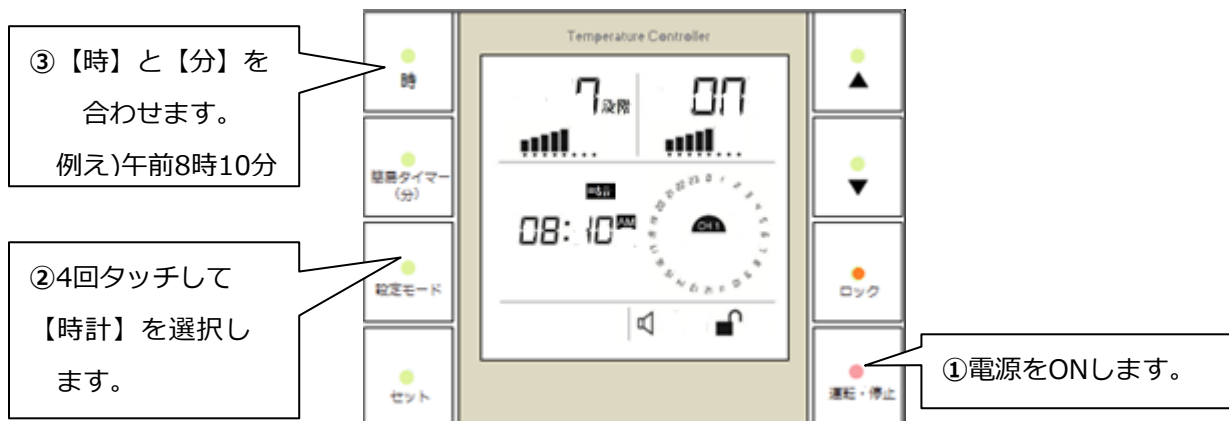 ③【時】と【分】を
合わせます。
例え)午前8時10分
②4回タッチして
【時計】を選択し
ます。
①電源をONします。
時
簡易タイマー
(分)
設定モード
セット
Temperature Controller
7段階
ON
時計
08:10 AM
CH1
▲
▼
ロック
運転・停止